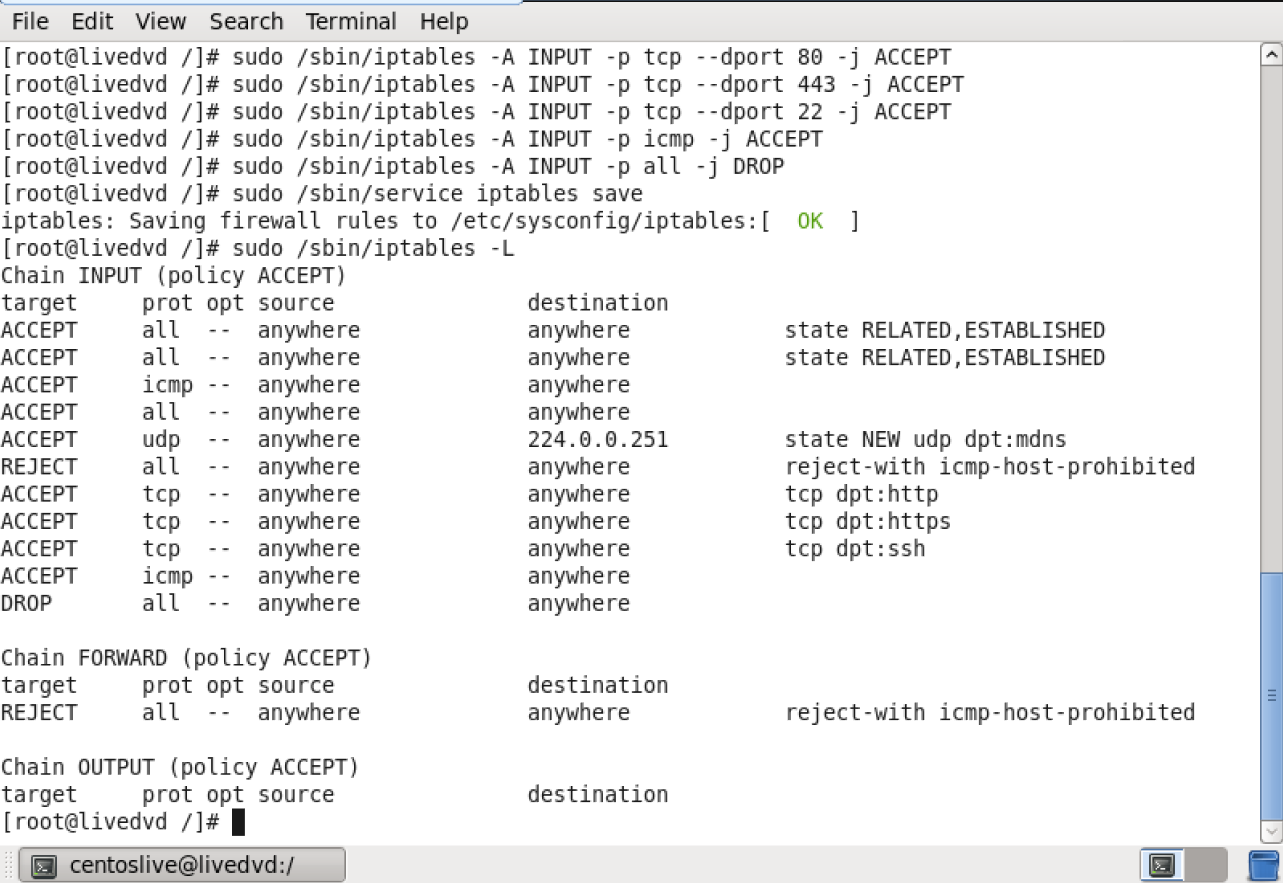 File Edit View Search Terminal Help
[root@livedvd /]# sudo /sbin/iptables -A INPUT -p tcp --dport 80 -j ACCEPT
[root@livedvd /]# sudo /sbin/iptables -A INPUT -p tcp --dport 443 -j ACCEPT
[root@livedvd /]# sudo /sbin/iptables -A INPUT -p tcp --dport 22 -j ACCEPT
[root@livedvd /]# sudo /sbin/iptables -A INPUT -p icmp -j ACCEPT
[root@livedvd /]# sudo /sbin/iptables -A INPUT -p all -j DROP
[root@livedvd /]# sudo /sbin/service iptables save
iptables: Saving firewall rules to /etc/sysconfig/iptables:[  OK  ]
[root@livedvd /]# sudo /sbin/iptables -L
Chain INPUT (policy ACCEPT)
target     prot opt source               destination
ACCEPT     all  --  anywhere             anywhere            state RELATED,ESTABLISHED
ACCEPT     all  --  anywhere             anywhere            state RELATED,ESTABLISHED
ACCEPT     icmp --  anywhere             anywhere
ACCEPT     all  --  anywhere             anywhere
ACCEPT     udp  --  anywhere             224.0.0.251         state NEW udp dpt:mdns
REJECT     all  --  anywhere             anywhere            reject-with icmp-host-prohibited
ACCEPT     tcp  --  anywhere             anywhere            tcp dpt:http
ACCEPT     tcp  --  anywhere             anywhere            tcp dpt:https
ACCEPT     tcp  --  anywhere             anywhere            tcp dpt:ssh
ACCEPT     icmp --  anywhere             anywhere
DROP       all  --  anywhere             anywhere

Chain FORWARD (policy ACCEPT)
target     prot opt source               destination
REJECT     all  --  anywhere             anywhere            reject-with icmp-host-prohibited

Chain OUTPUT (policy ACCEPT)
target     prot opt source               destination
[root@livedvd /]#
centoslive@livedvd:/